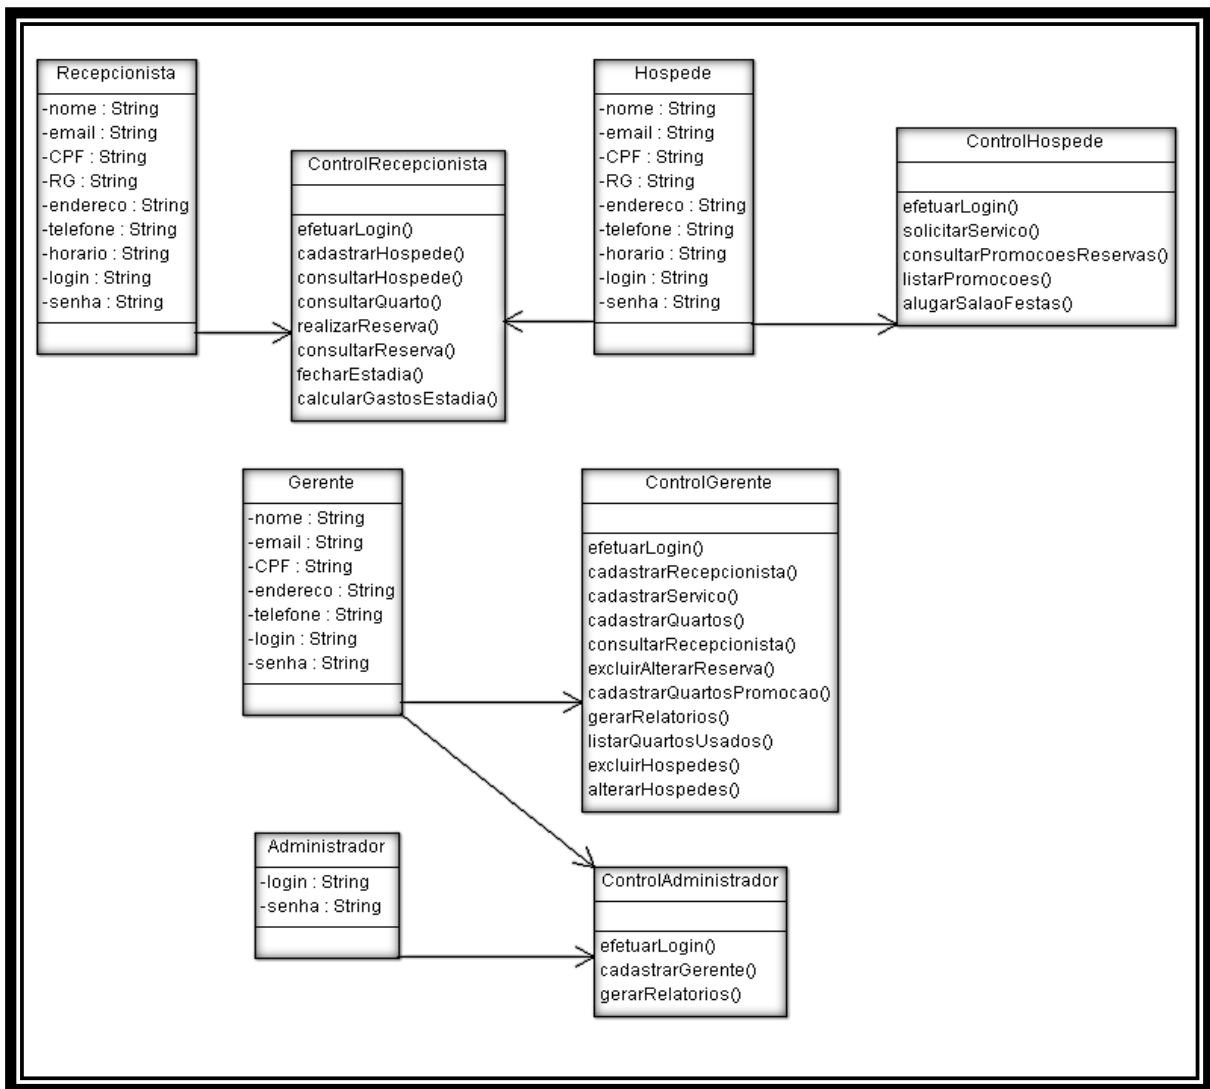 Recepcionista
-nome : String
-email : String
-CPF : String
-RG : String
-endereco : String
-telefone : String
-horario : String
-login : String
-senha : String
ControlRecepcionista
efetuarLogin()
cadastrarHospede()
consultarHospede()
consultarQuarto()
realizarReserva()
consultarReserva()
fecharEstadia()
calcularGastosEstadia()
Hospede
-nome : String
-email : String
-CPF : String
-RG : String
-endereco : String
-telefone : String
-horario : String
-login : String
-senha : String
ControlHospede
efetuarLogin()
solicitarServico()
consultarPromocoesReservas()
listarPromocoes()
alugarSalaoFestas()
Gerente
-nome : String
-email : String
-CPF : String
-endereco : String
-telefone : String
-login : String
-senha : String
ControlGerente
efetuarLogin()
cadastrarRecepcionista()
cadastrarServico()
cadastrarQuartos()
consultarRecepcionista()
excluirAlterarReserva()
cadastrarQuartosPromocao()
gerarRelatorios()
listarQuartosUsados()
excluirHospedes()
alterarHospedes()
Administrador
-login : String
-senha : String
ControlAdministrador
efetuarLogin()
cadastrarGerente()
gerarRelatorios()